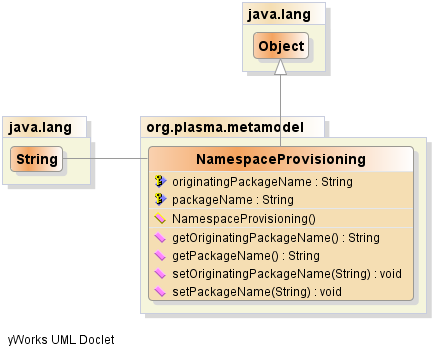 java.lang
Object
java.lang
String
org.plasma.metamodel
NamespaceProvisioning
originatingPackageName : String
packageName : String
NamespaceProvisioning()
getOriginatingPackageName() : String
getPackageName() : String
setOriginatingPackageName(String) : void
setPackageName(String) : void
yWorks UML Doclet